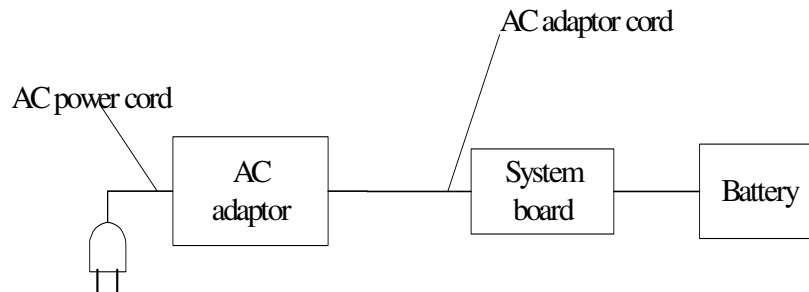 AC adaptor cord
AC power cord
AC
adaptor
System
board
Battery